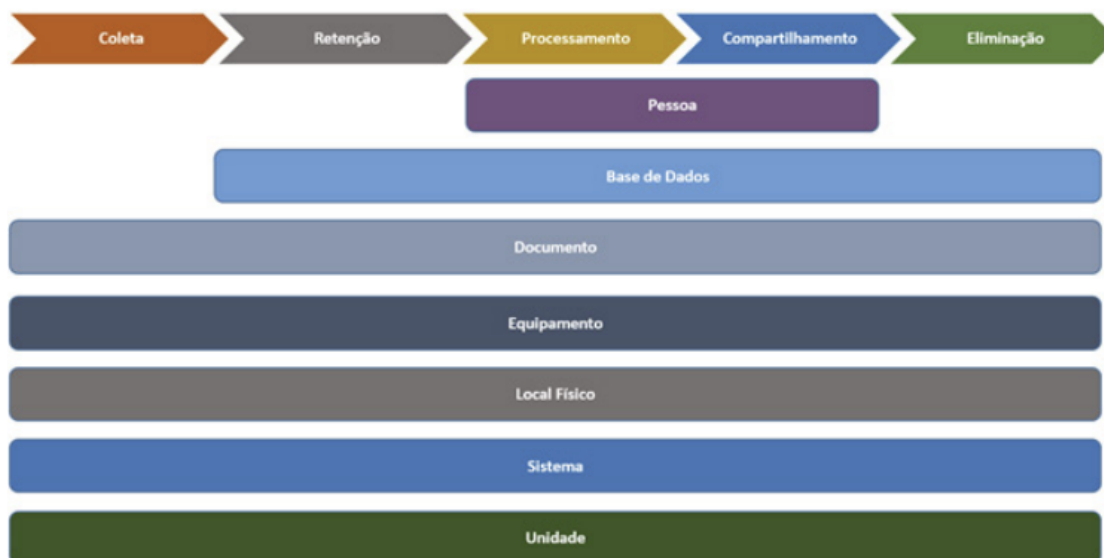 Coleta
Retenção
Processamento
Compartilhamento
Eliminação
Pessoa
Base de Dados
Documento
Equipamento
Local Físico
Sistema
Unidade